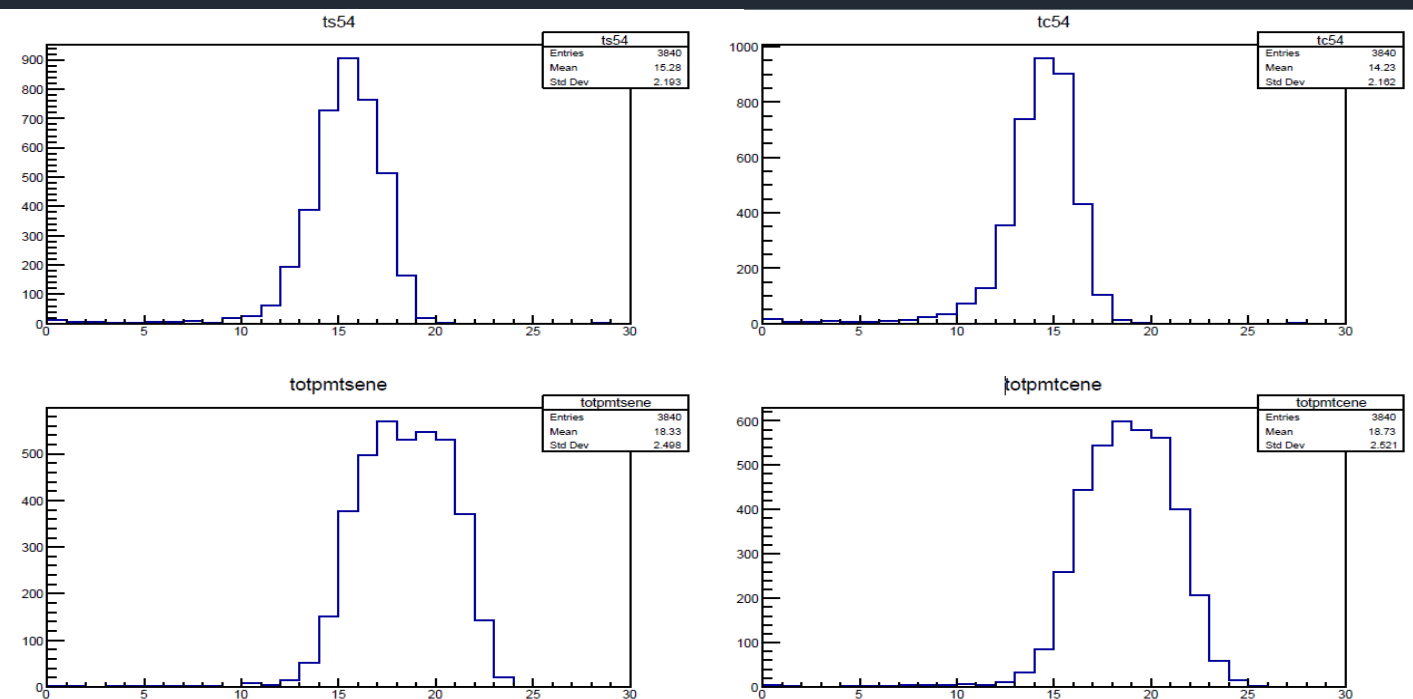 ts54
ts54
Entries 3840
Mean 15.28
Std Dev 2.193
900
800
700
600
500
400
300
200
100
0
0 5 10 15 20 25 30
tc54
tc54
Entries 3840
Mean 14.23
Std Dev 2.162
1000
800
600
400
200
0
0 5 10 15 20 25 30
totpmtsene
totpmtsene
Entries 3840
Mean 18.33
Std Dev 2.498
500
400
300
200
100
0
0 5 10 15 20 25 30
totpmtcene
totpmtcene
Entries 3840
Mean 18.73
Std Dev 2.521
600
500
400
300
200
100
0
0 5 10 15 20 25 30